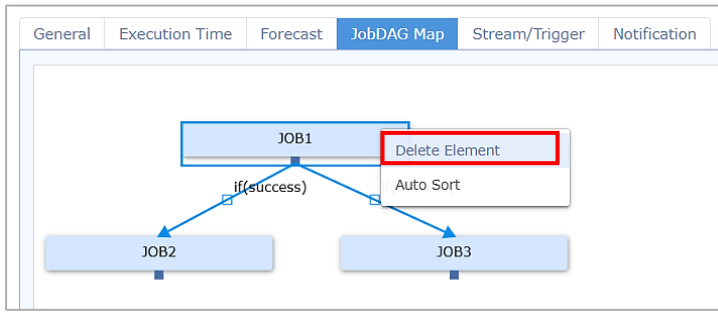 General Execution Time Forecast JobDAG Map Stream/Trigger Notification
JOB1
Delete Element
Auto Sort
if(success)
JOB2 JOB3